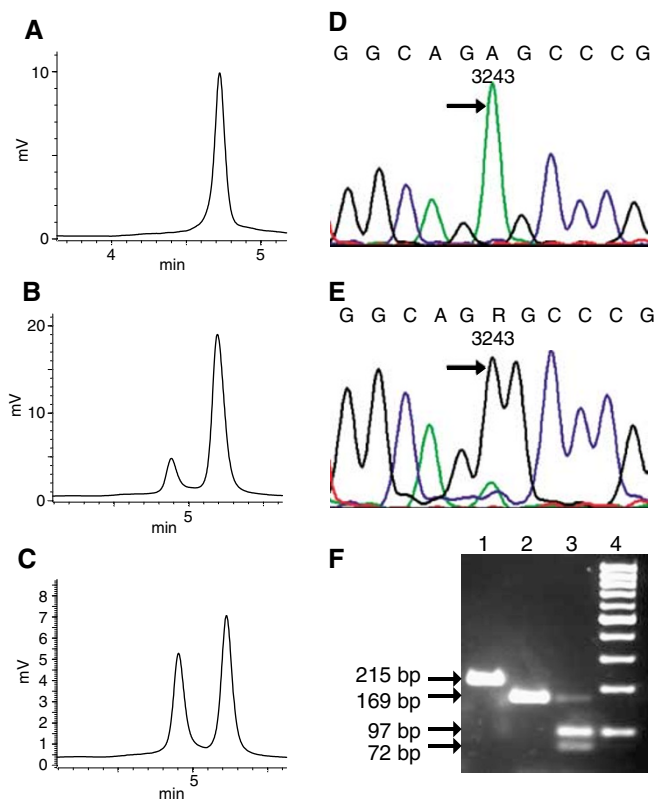 A
10
mV
0
4
5
min
B
20
mV
10
0
5
min
C
8
7
6
5
mV
4
3
2
1
0
5
min
D
G G C A G A G C C C G
3243
E
G G C A G R G C C C G
3243
F
1 2 3 4
215 bp
169 bp
97 bp
72 bp